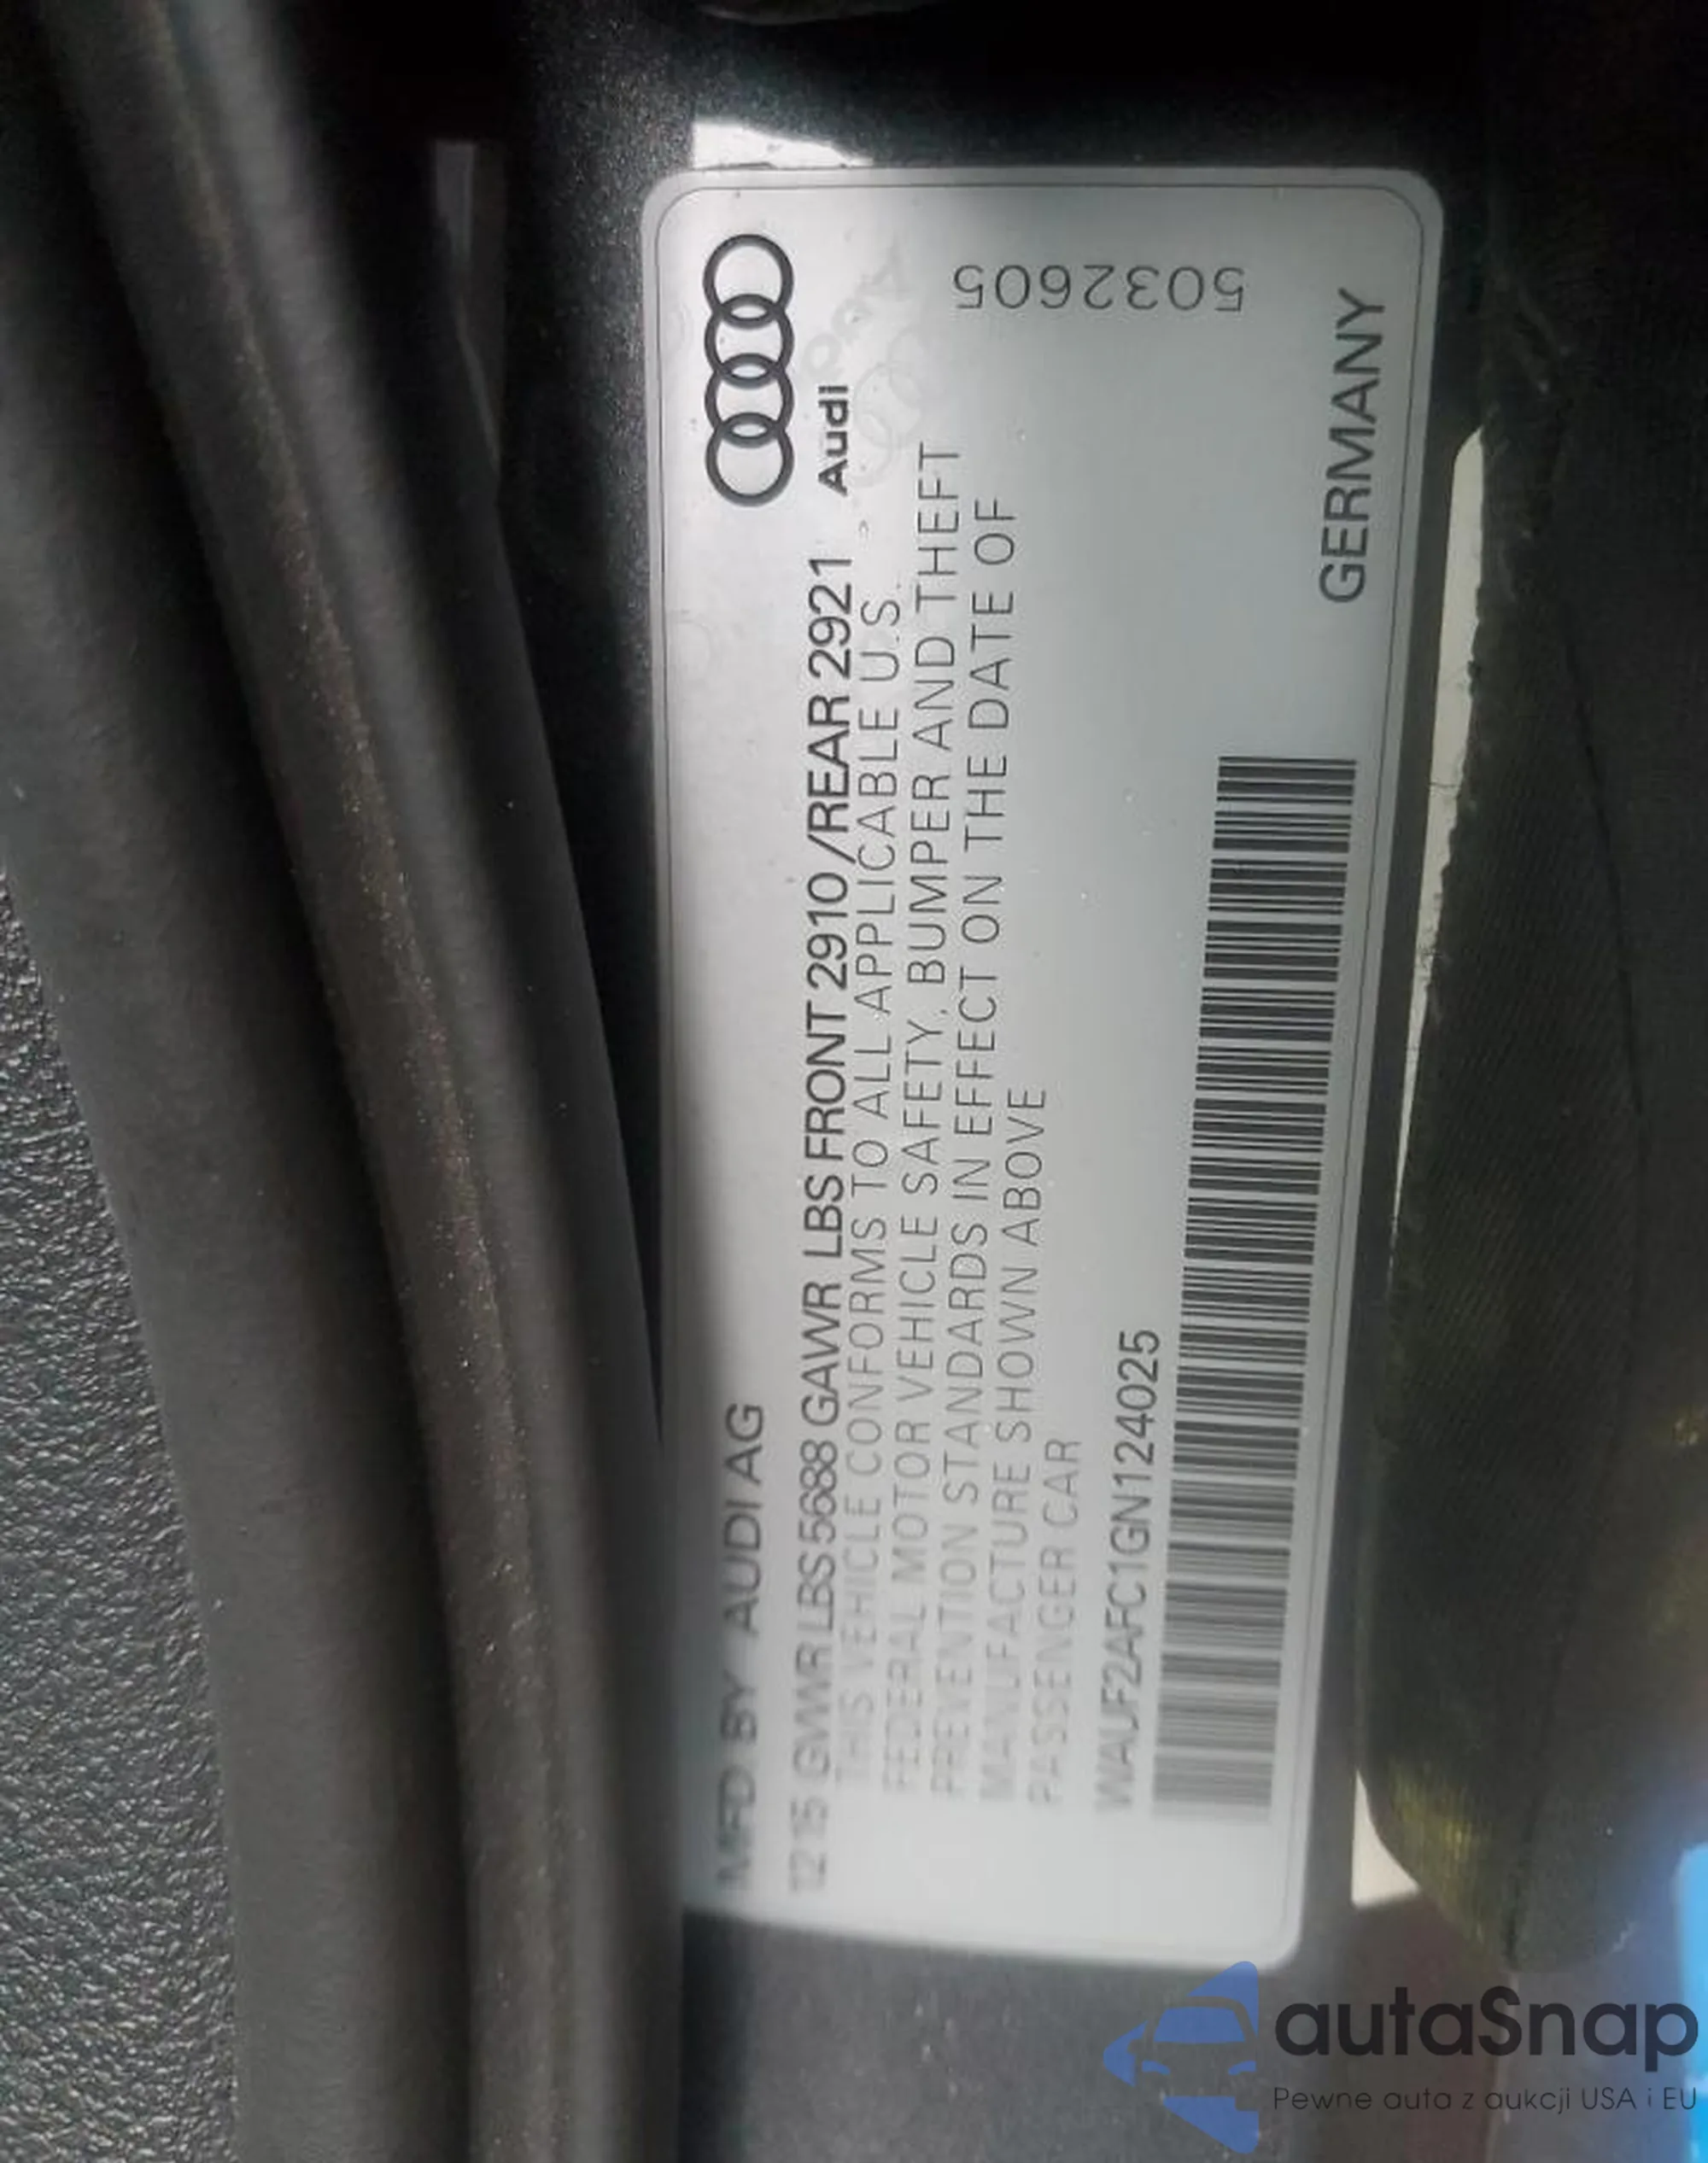 MFD BY AUDI AG
12 15 GVWR LBS 5688 GAWR LBS FRONT 2910 /REAR 2921
Audi
THIS VEHICLE CONFORMS TO ALL APPLICABLE U.S.
FEDERAL MOTOR VEHICLE SAFETY, BUMPER AND THEFT
PREVENTION STANDARDS IN EFFECT ON THE DATE OF
MANUFACTURE SHOWN ABOVE
PASSENGER CAR
5032605
WAUF2AFC1GN124025
GERMANY
autaSnap
Pewne auta z aukcji USA i EU